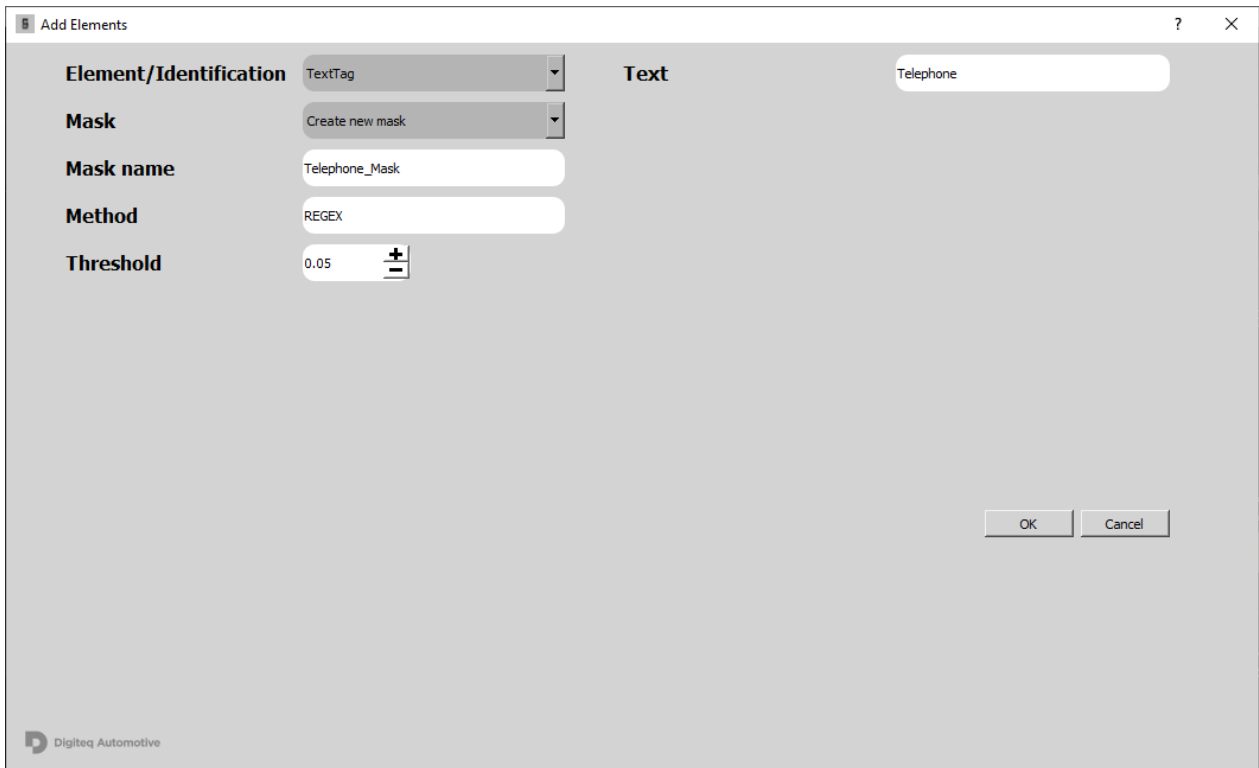 Add Elements ?
Element/Identification TextTag Text Telephone
Mask Create new mask
Mask name Telephone_Mask
Method REGEX
Threshold 0.05
OK Cancel
Digiteq Automotive